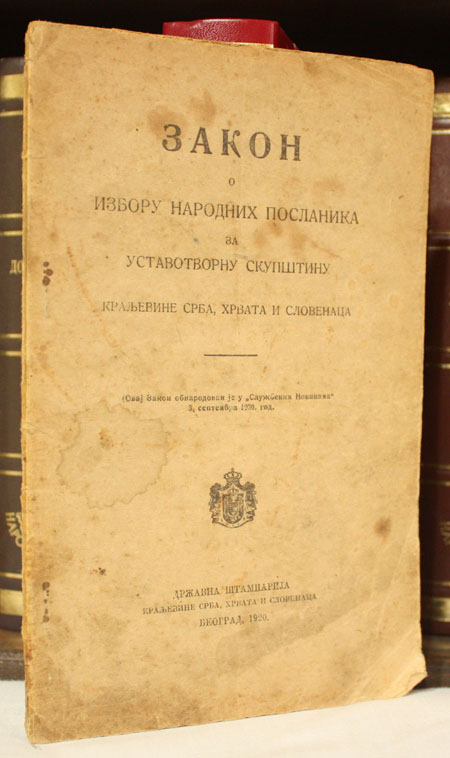 ЗАКОН
О
ИЗБОРУ НАРОДНИХ ПОСЛАНИКА
ЗА
УСТАВОТВОРНУ СКУПШТИНУ
КРАЉЕВИНЕ СРБА, ХРВАТА И СЛОВЕНАЦА
(Овај Закон обнародован је у „Службеним Новинама“
3, септембра 1920. год.
ДРЖАВНА ШТАМПАРИЈА
КРАЉЕВИНЕ СРБА, ХРВАТА И СЛОВЕНАЦА
БЕОГРАД, 1920.